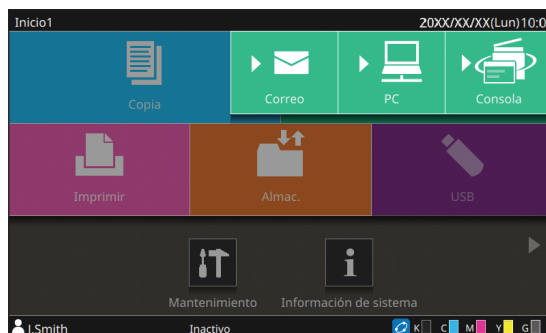 Inicio1 20XX/XX/XX(Lun)10:0
Copia
Correo PC Consola
Imprimir Almac. USB
Mantenimiento Información de sistema
J.Smith Inactivo K C M Y G